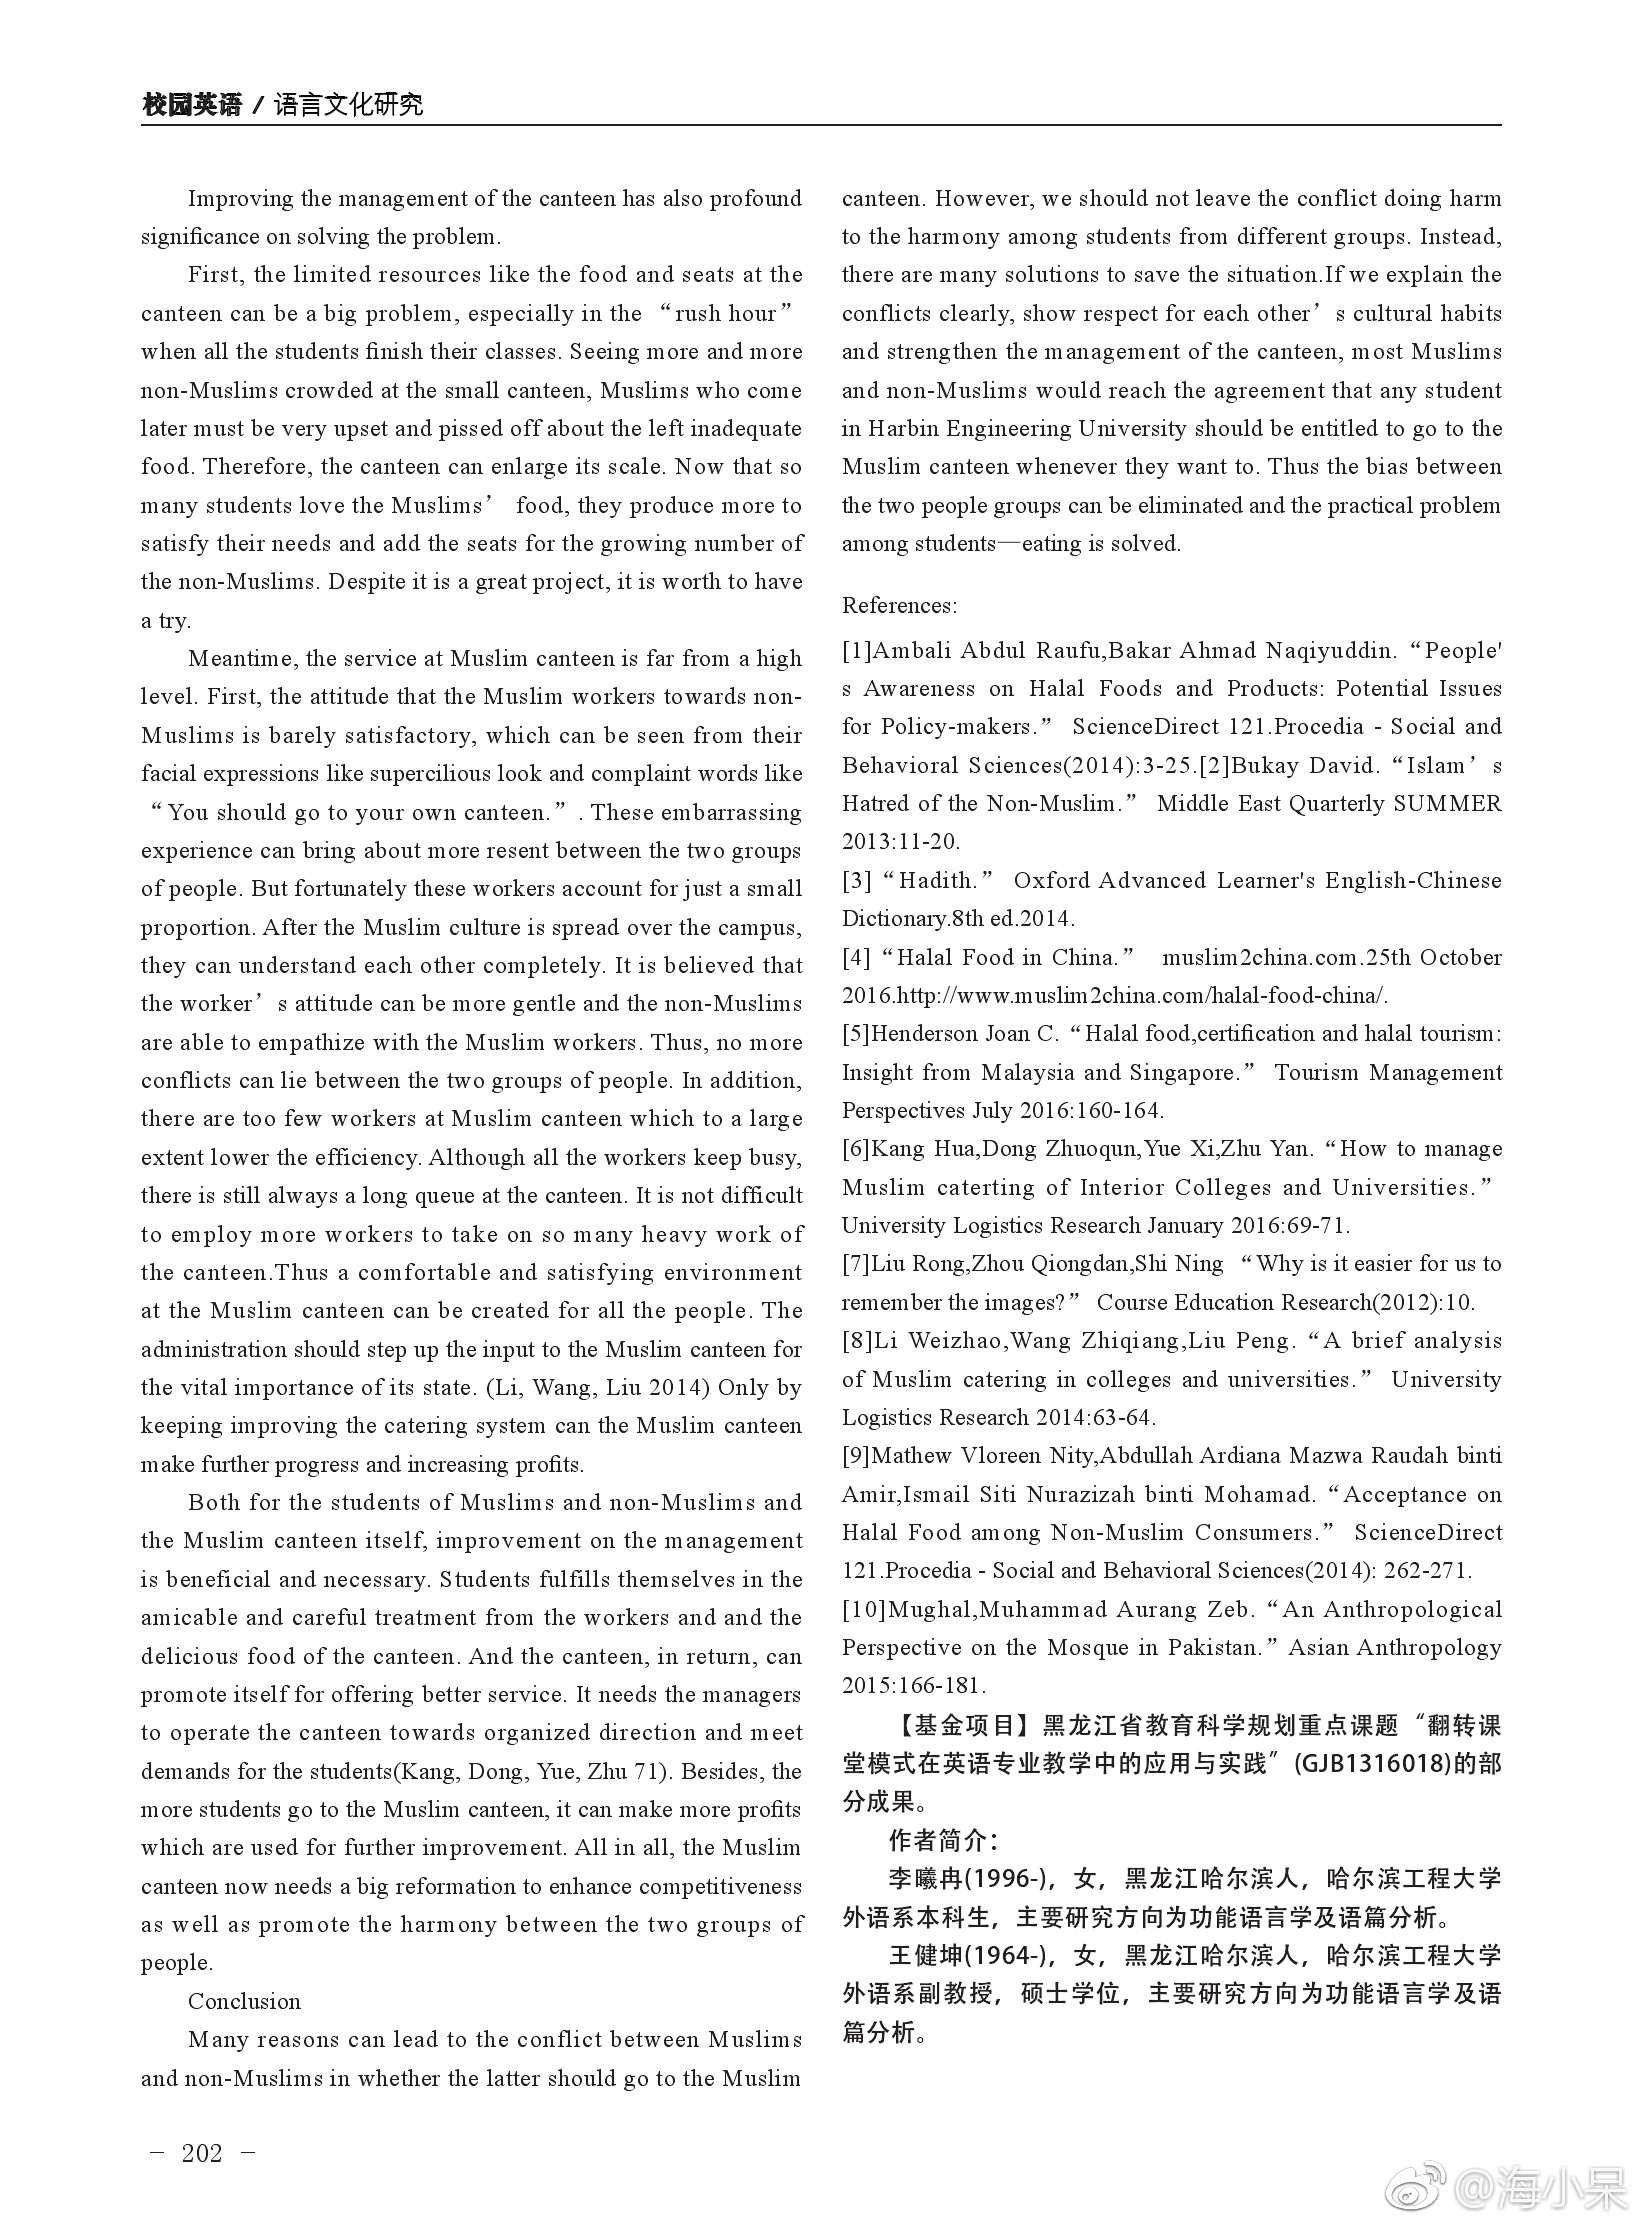 校园英语 / 语言文化研究
Improving the management of the canteen has also profound
significance on solving the problem.
First, the limited resources like the food and seats at the
canteen can be a big problem, especially in the “rush hour”
when all the students finish their classes. Seeing more and more
non-Muslims crowded at the small canteen, Muslims who come
later must be very upset and pissed off about the left inadequate
food. Therefore, the canteen can enlarge its scale. Now that so
many students love the Muslims’ food, they produce more to
satisfy their needs and add the seats for the growing number of
the non-Muslims. Despite it is a great project, it is worth to have
a try.
Meantime, the service at Muslim canteen is far from a high
level. First, the attitude that the Muslim workers towards non-
Muslims is barely satisfactory, which can be seen from their
facial expressions like supercilious look and complaint words like
“You should go to your own canteen.”. These embarrassing
experience can bring about more resent between the two groups
of people. But fortunately these workers account for just a small
proportion. After the Muslim culture is spread over the campus,
they can understand each other completely. It is believed that
the worker’s attitude can be more gentle and the non-Muslims
are able to empathize with the Muslim workers. Thus, no more
conflicts can lie between the two groups of people. In addition,
there are too few workers at Muslim canteen which to a large
extent lower the efficiency. Although all the workers keep busy,
there is still always a long queue at the canteen. It is not difficult
to employ more workers to take on so many heavy work of
the canteen.Thus a comfortable and satisfying environment
at the Muslim canteen can be created for all the people. The
administration should step up the input to the Muslim canteen for
the vital importance of its state. (Li, Wang, Liu 2014) Only by
keeping improving the catering system can the Muslim canteen
make further progress and increasing profits.
Both for the students of Muslims and non-Muslims and
the Muslim canteen itself, improvement on the management
is beneficial and necessary. Students fulfills themselves in the
amicable and careful treatment from the workers and and the
delicious food of the canteen. And the canteen, in return, can
promote itself for offering better service. It needs the managers
to operate the canteen towards organized direction and meet
demands for the students(Kang, Dong, Yue, Zhu 71). Besides, the
more students go to the Muslim canteen, it can make more profits
which are used for further improvement. All in all, the Muslim
canteen now needs a big reformation to enhance competitiveness
as well as promote the harmony between the two groups of
people.
Conclusion
Many reasons can lead to the conflict between Muslims
and non-Muslims in whether the latter should go to the Muslim
canteen. However, we should not leave the conflict doing harm
to the harmony among students from different groups. Instead,
there are many solutions to save the situation.If we explain the
conflicts clearly, show respect for each other’s cultural habits
and strengthen the management of the canteen, most Muslims
and non-Muslims would reach the agreement that any student
in Harbin Engineering University should be entitled to go to the
Muslim canteen whenever they want to. Thus the bias between
the two people groups can be eliminated and the practical problem
among students—eating is solved.
References:
[1]Ambali Abdul Raufu,Bakar Ahmad Naqiyuddin.“People'
s Awareness on Halal Foods and Products: Potential Issues
for Policy-makers.” ScienceDirect 121.Procedia - Social and
Behavioral Sciences(2014):3-25.[2]Bukay David.“Islam’s
Hatred of the Non-Muslim.” Middle East Quarterly SUMMER
2013:11-20.
[3]“Hadith.” Oxford Advanced Learner's English-Chinese
Dictionary.8th ed.2014.
[4]“Halal Food in China.” muslim2china.com.25th October
2016.http://www.muslim2china.com/halal-food-china/.
[5]Henderson Joan C.“Halal food,certification and halal tourism:
Insight from Malaysia and Singapore.” Tourism Management
Perspectives July 2016:160-164.
[6]Kang Hua,Dong Zhuoqun,Yue Xi,Zhu Yan.“How to manage
Muslim caterting of Interior Colleges and Universities.”
University Logistics Research January 2016:69-71.
[7]Liu Rong,Zhou Qiongdan,Shi Ning “Why is it easier for us to
remember the images?” Course Education Research(2012):10.
[8]Li Weizhao,Wang Zhiqiang,Liu Peng.“A brief analysis
of Muslim catering in colleges and universities.” University
Logistics Research 2014:63-64.
[9]Mathew Vloreen Nity,Abdullah Ardiana Mazwa Raudah binti
Amir,Ismail Siti Nurazizah binti Mohamad.“Acceptance on
Halal Food among Non-Muslim Consumers.” ScienceDirect
121.Procedia - Social and Behavioral Sciences(2014): 262-271.
[10]Mughal,Muhammad Aurang Zeb.“An Anthropological
Perspective on the Mosque in Pakistan.”Asian Anthropology
2015:166-181.
【基金项目】黑龙江省教育科学规划重点课题“翻转课
堂模式在英语专业教学中的应用与实践”(GJB1316018)的部
分成果。
作者简介：
李曦冉(1996-)，女，黑龙江哈尔滨人，哈尔滨工程大学
外语系本科生，主要研究方向为功能语言学及语篇分析。
王健坤(1964-)，女，黑龙江哈尔滨人，哈尔滨工程大学
外语系副教授，硕士学位，主要研究方向为功能语言学及语
篇分析。
－ 202 －
@海小呆